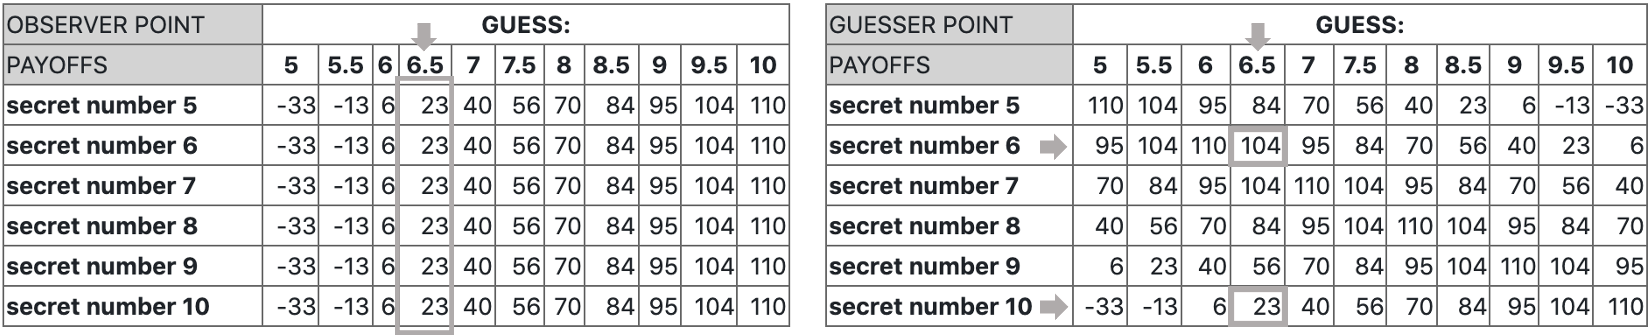 OBSERVER POINT GUESS:
PAYOFFS 5 5.5 6 6.5 7 7.5 8 8.5 9 9.5 10
secret number 5 -33 -13 6 23 40 56 70 84 95 104 110
secret number 6 -33 -13 6 23 40 56 70 84 95 104 110
secret number 7 -33 -13 6 23 40 56 70 84 95 104 110
secret number 8 -33 -13 6 23 40 56 70 84 95 104 110
secret number 9 -33 -13 6 23 40 56 70 84 95 104 110
secret number 10 -33 -13 6 23 40 56 70 84 95 104 110
GUESSER POINT GUESS:
PAYOFFS 5 5.5 6 6.5 7 7.5 8 8.5 9 9.5 10
secret number 5 110 104 95 84 70 56 40 23 6 -13 -33
secret number 6 95 104 110 104 95 84 70 56 40 23 6
secret number 7 70 84 95 104 110 104 95 84 70 56 40
secret number 8 40 56 70 84 95 104 110 104 95 84 70
secret number 9 6 23 40 56 70 84 95 104 110 104 95
secret number 10 -33 -13 6 23 40 56 70 84 95 104 110